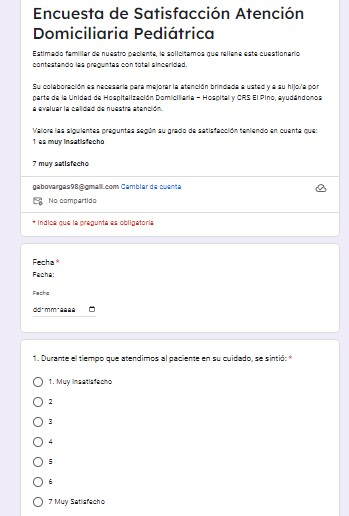 Encuesta de Satisfacción Atención
Domiciliaria Pediátrica
Estimado familiar de nuestro paciente, le solicitamos que rellene este cuestionario
contestando las preguntas con total sinceridad.
Su colaboración es necesaria para mejorar la atención brindada a usted y a su hijo/a por
parte de la Unidad de Hospitalización Domiciliaria – Hospital y CRS El Pino, ayudándonos
a evaluar la calidad de nuestra atención.
Valore las siguientes preguntas según su grado de satisfacción teniendo en cuenta que:
1 es muy insatisfecho
7 muy satisfecho
gabovargas98@gmail.com Cambiar de cuenta
No compartido
* Indica que la pregunta es obligatoria
Fecha *
Fecha:
Fecha
dd-mm-aaaa
1. Durante el tiempo que atendimos al paciente en su cuidado, se sintió: *
1. Muy Insatisfecho
2
3
4
5
6
7 Muy Satisfecho